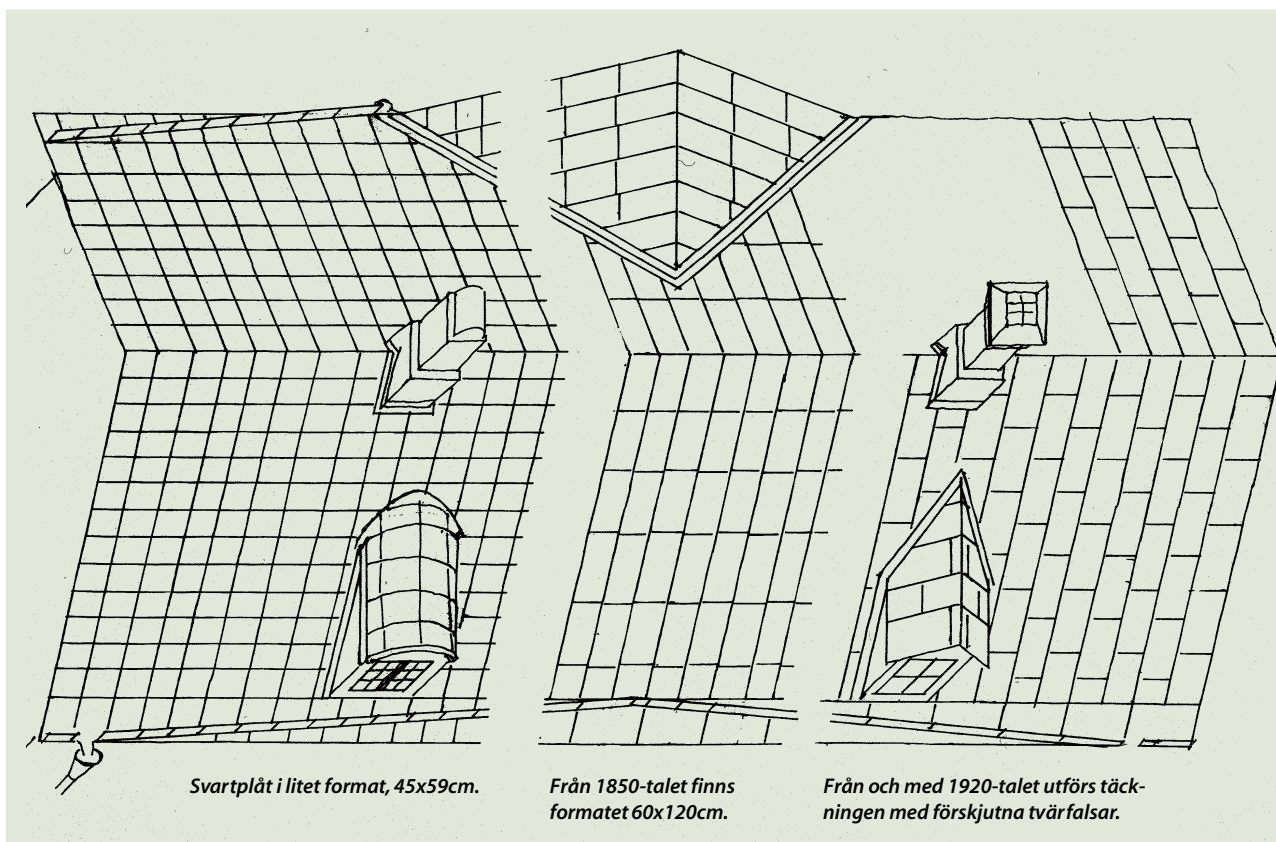 Svartplåt i litet format, 45x59cm.
Från 1850-talet finns
formatet 60x120cm.
Från och med 1920-talet utförs täck-
ningen med förskjutna tvärfalsar.